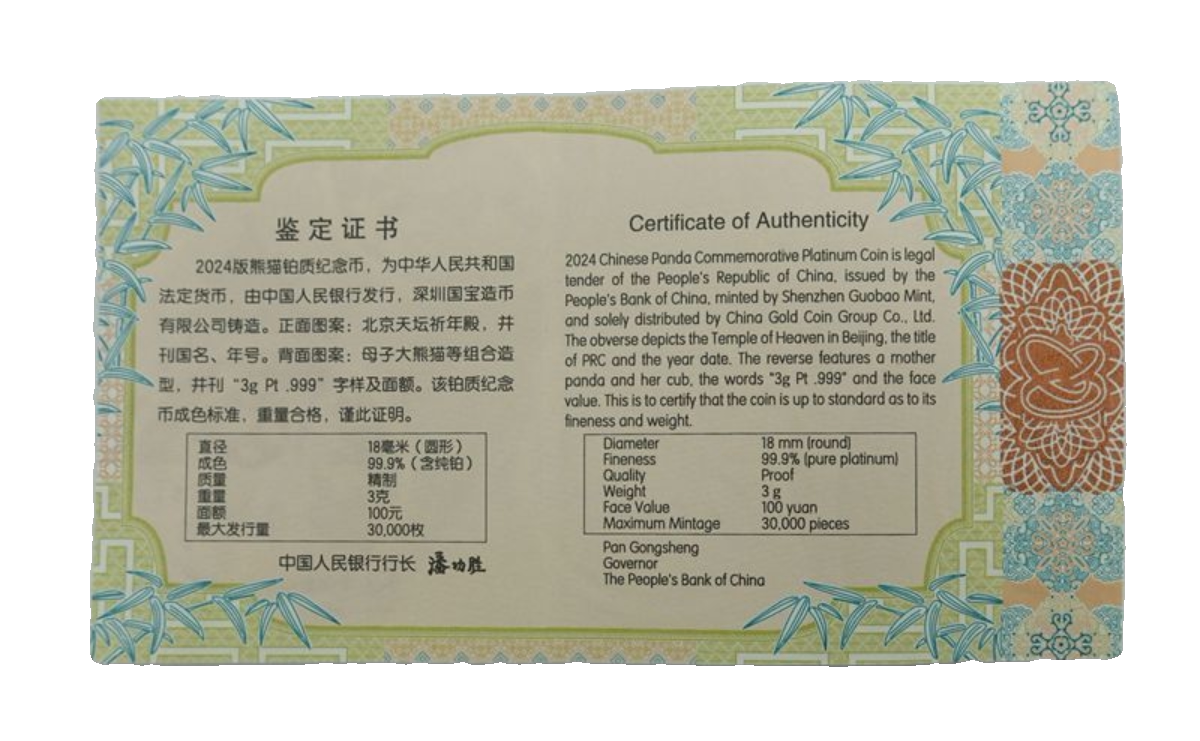 鉴定证书
2024版熊猫铂质纪念币，为中华人民共和国
法定货币，由中国人民银行发行，深圳国宝造币
有限公司铸造。正面图案：北京天坛祈年殿，并
刊国名、年号。背面图案：母子大熊猫等组合造
型，并刊“3g Pt .999”字样及面额。该铂质纪念
币成色标准，重量合格，谨此证明。
直径 18毫米（圆形）
成色 99.9%（含纯铂）
质量 精制
重量 3克
面额 100元
最大发行量 30,000枚
中国人民银行行长 潘功胜
Certificate of Authenticity
2024 Chinese Panda Commemorative Platinum Coin is legal
tender of the People's Republic of China, issued by the
People's Bank of China, minted by Shenzhen Guobao Mint,
and solely distributed by China Gold Coin Group Co., Ltd.
The obverse depicts the Temple of Heaven in Beijing, the title
of PRC and the year date. The reverse features a mother
panda and her cub, the words "3g Pt .999" and the face
value. This is to certify that the coin is up to standard as to its
fineness and weight.
Diameter 18 mm (round)
Fineness 99.9% (pure platinum)
Quality Proof
Weight 3 g
Face Value 100 yuan
Maximum Mintage 30,000 pieces
Pan Gongsheng
Governor
The People's Bank of China